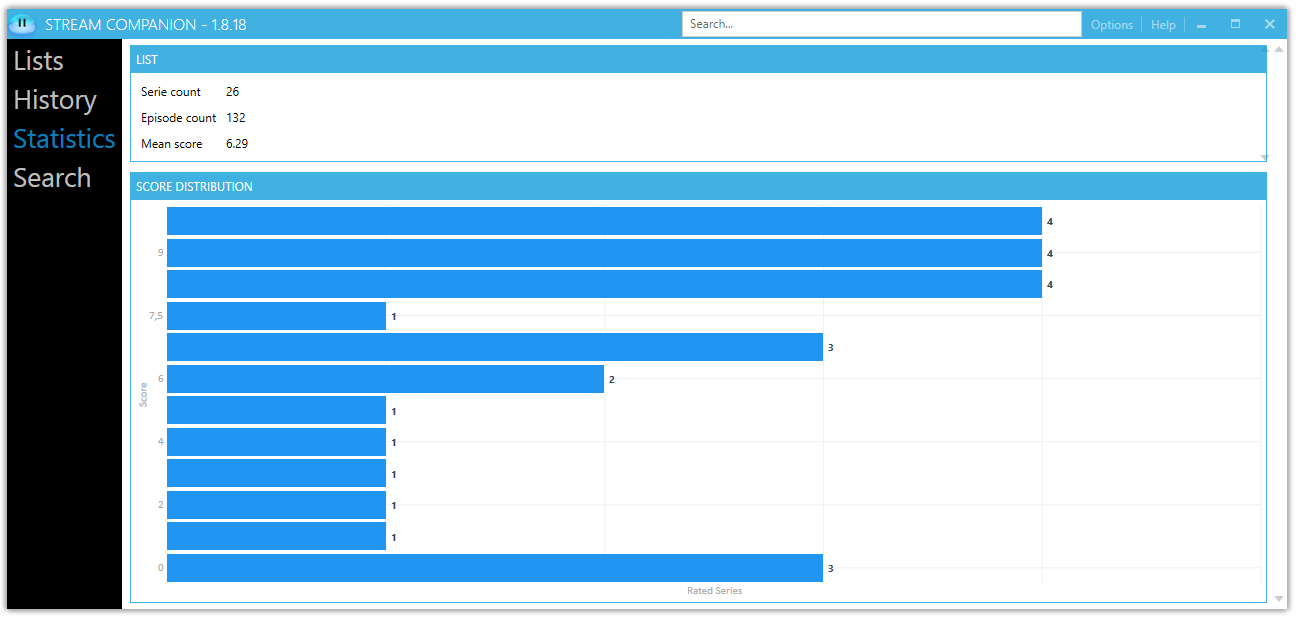 STREAM COMPANION - 1.8.18
Search...
Options
Help
Lists
History
Statistics
Search
LIST
Serie count 26
Episode count 132
Mean score 6.29
SCORE DISTRIBUTION
4
9 4
4
7,5 1
3
6 2
Score
1
4 1
1
2 1
1
0 3
Rated Series